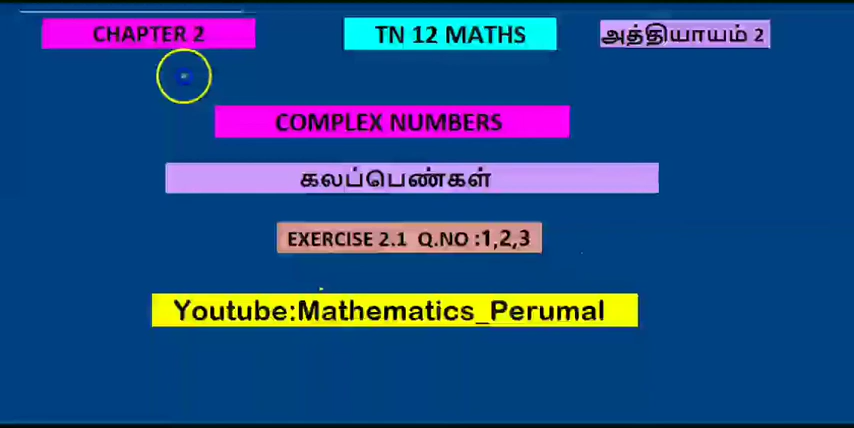 CHAPTER 2
TN 12 MATHS
அத்தியாயம் 2
COMPLEX NUMBERS
கலப்பெண்கள்
EXERCISE 2.1 Q.NO :1,2,3
Youtube:Mathematics_Perumal